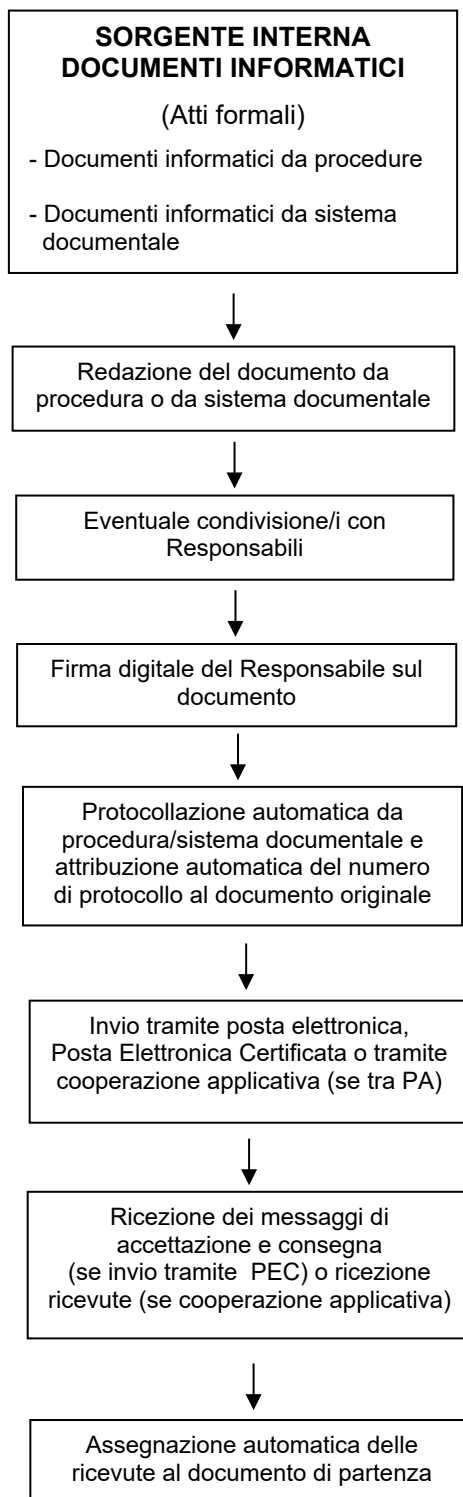 SORGENTE INTERNA
DOCUMENTI INFORMATICI
(Atti formali)
- Documenti informatici da procedure
- Documenti informatici da sistema
documentale
Redazione del documento da
procedura o da sistema documentale
Eventuale condivisione/i con
Responsabili
Firma digitale del Responsabile sul
documento
Protocollazione automatica da
procedura/sistema documentale e
attribuzione automatica del numero
di protocollo al documento originale
Invio tramite posta elettronica,
Posta Elettronica Certificata o tramite
cooperazione applicativa (se tra PA)
Ricezione dei messaggi di
accettazione e consegna
(se invio tramite PEC) o ricezione
ricevute (se cooperazione applicativa)
Assegnazione automatica delle
ricevute al documento di partenza